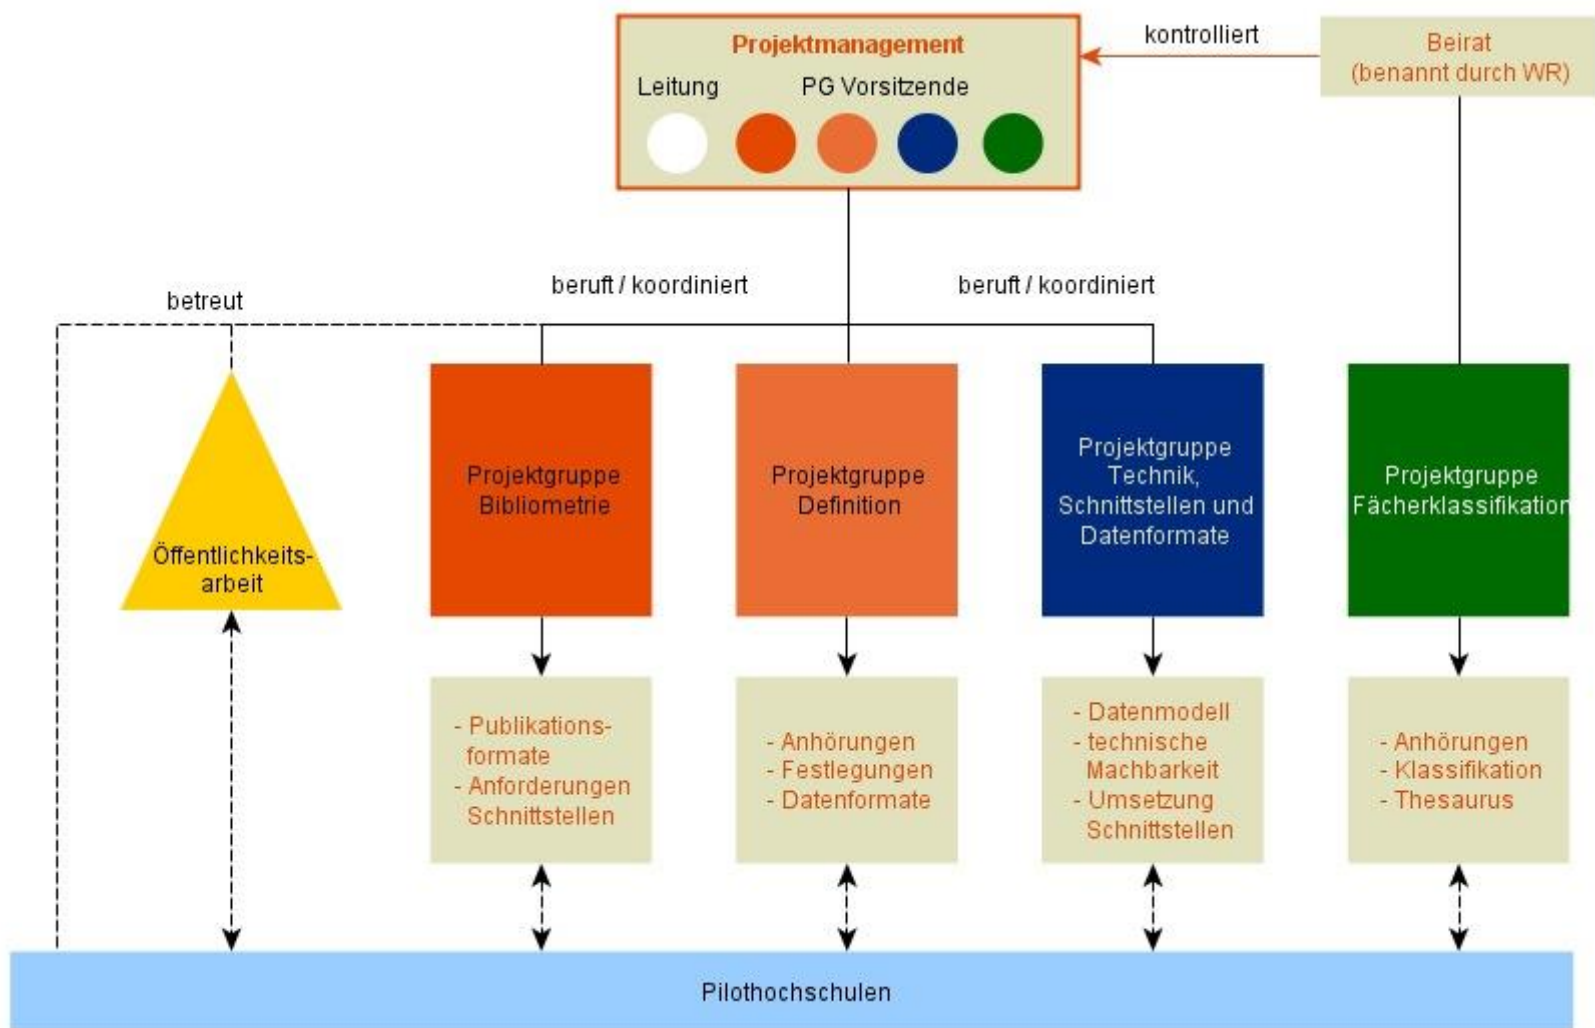 Projektmanagement
Leitung
PG Vorsitzende
kontrolliert
Beirat
(benannt durch WR)
betreut
beruft / koordiniert
beruft / koordiniert
Öffentlichkeits-
arbeit
Projektgruppe
Bibliometrie
Projektgruppe
Definition
Projektgruppe
Technik,
Schnittstellen und
Datenformate
Projektgruppe
Fächerklassifikation
- Publikations-
formate
- Anforderungen
Schnittstellen
- Anhörungen
- Festlegungen
- Datenformate
- Datenmodell
- technische
Machbarkeit
- Umsetzung
Schnittstellen
- Anhörungen
- Klassifikation
- Thesaurus
Pilothochschulen